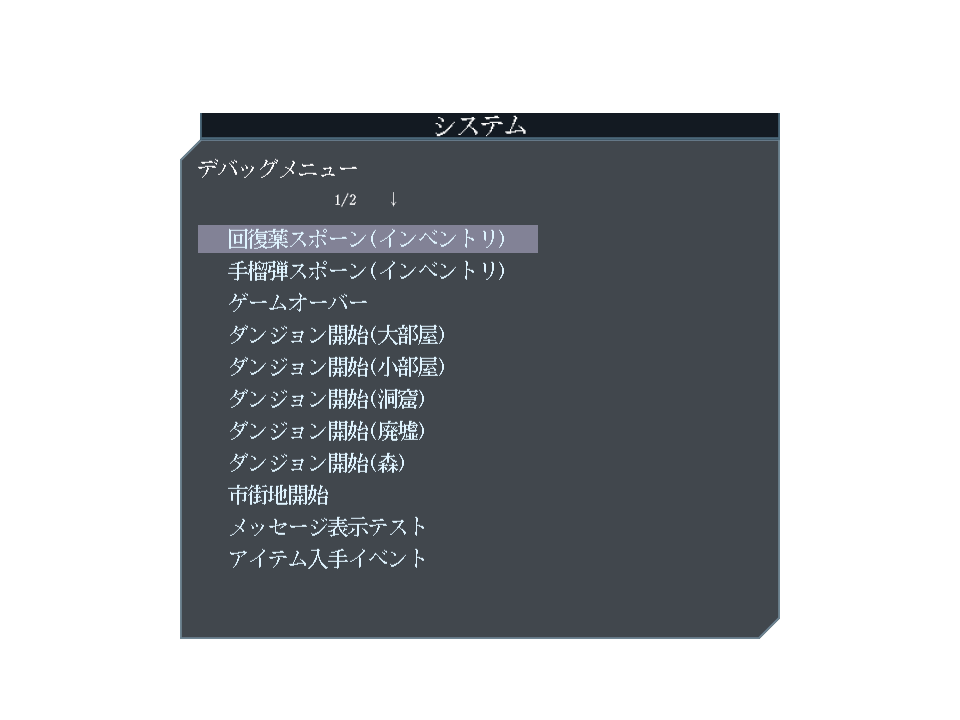 システム
デバッグメニュー
1/2 ↓
回復薬スポーン(インベントリ)
手榴弾スポーン(インベントリ)
ゲームオーバー
ダンジョン開始(大部屋)
ダンジョン開始(小部屋)
ダンジョン開始(洞窟)
ダンジョン開始(廃墟)
ダンジョン開始(森)
市街地開始
メッセージ表示テスト
アイテム入手イベント